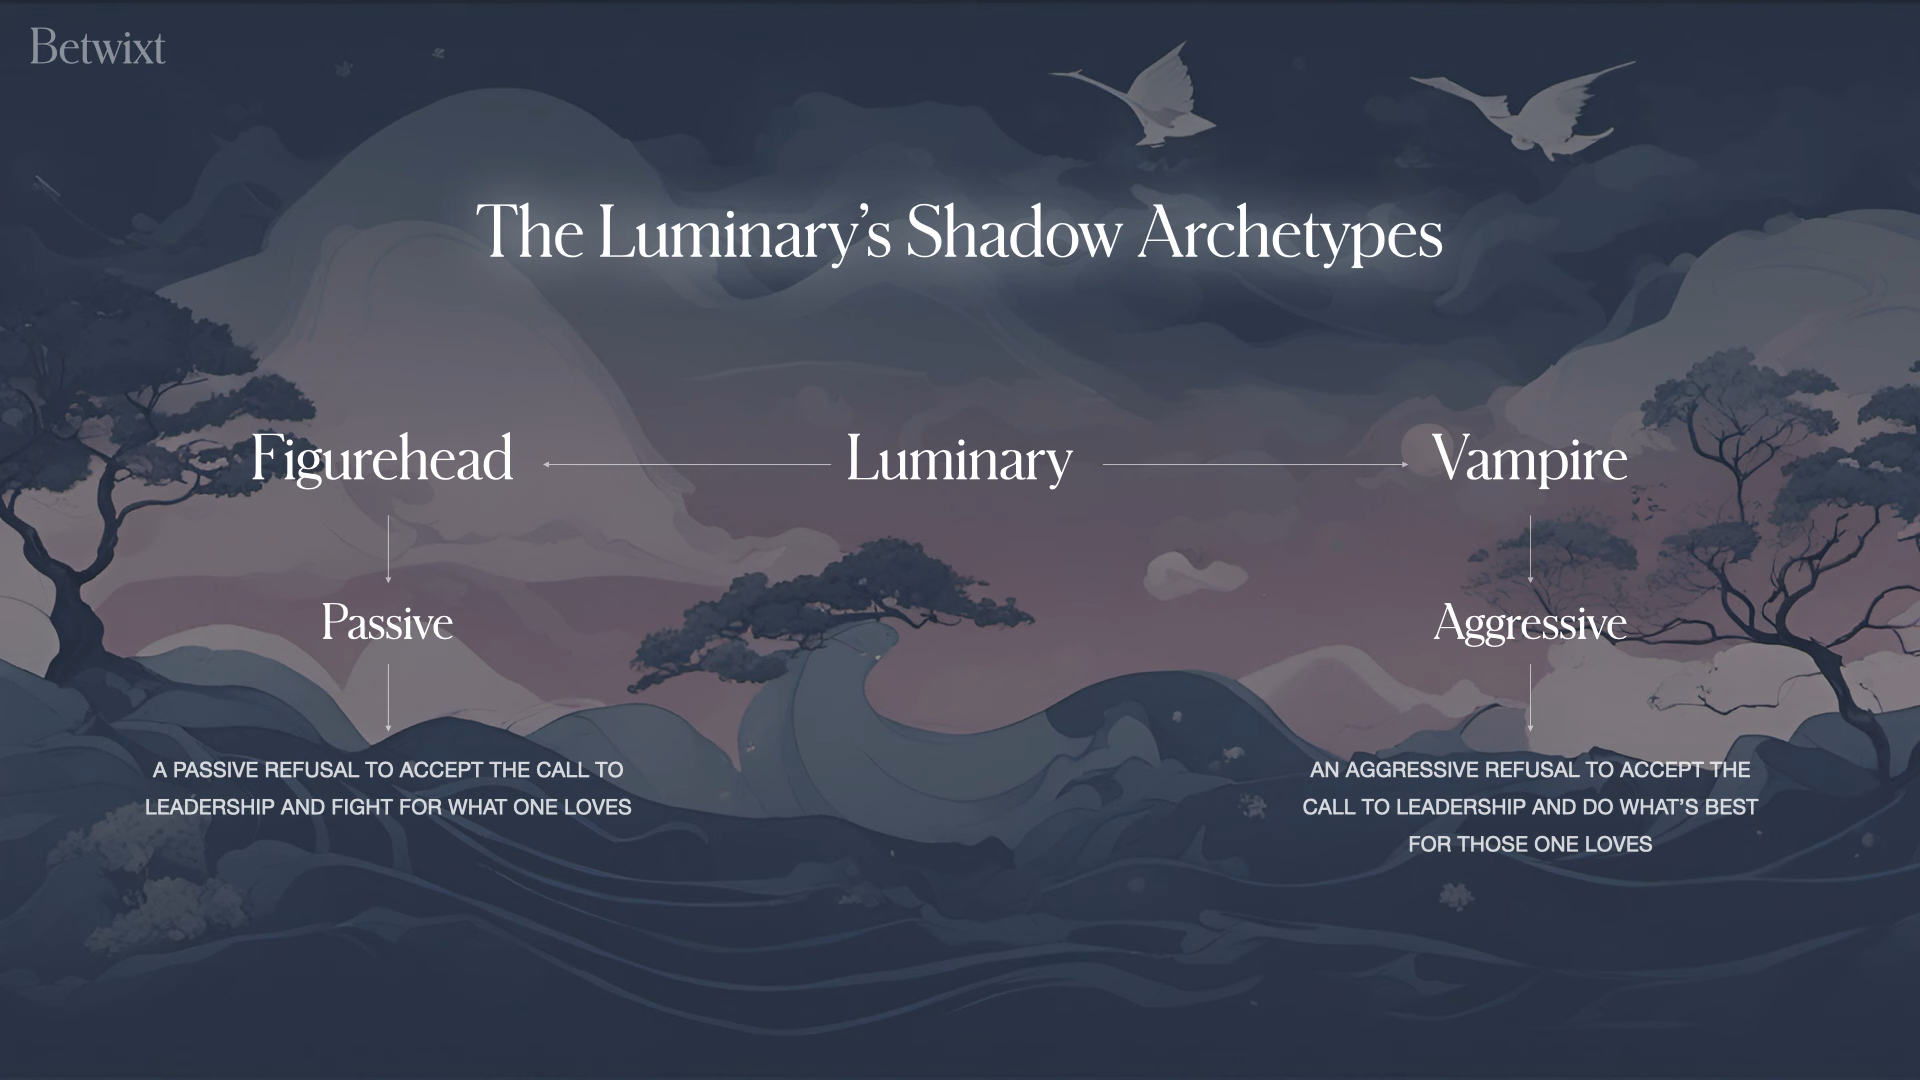 Betwixt
The Luminary’s Shadow Archetypes
Figurehead
Luminary
Vampire
Passive
Aggressive
A PASSIVE REFUSAL TO ACCEPT THE CALL TO
LEADERSHIP AND FIGHT FOR WHAT ONE LOVES
AN AGGRESSIVE REFUSAL TO ACCEPT THE
CALL TO LEADERSHIP AND DO WHAT’S BEST
FOR THOSE ONE LOVES